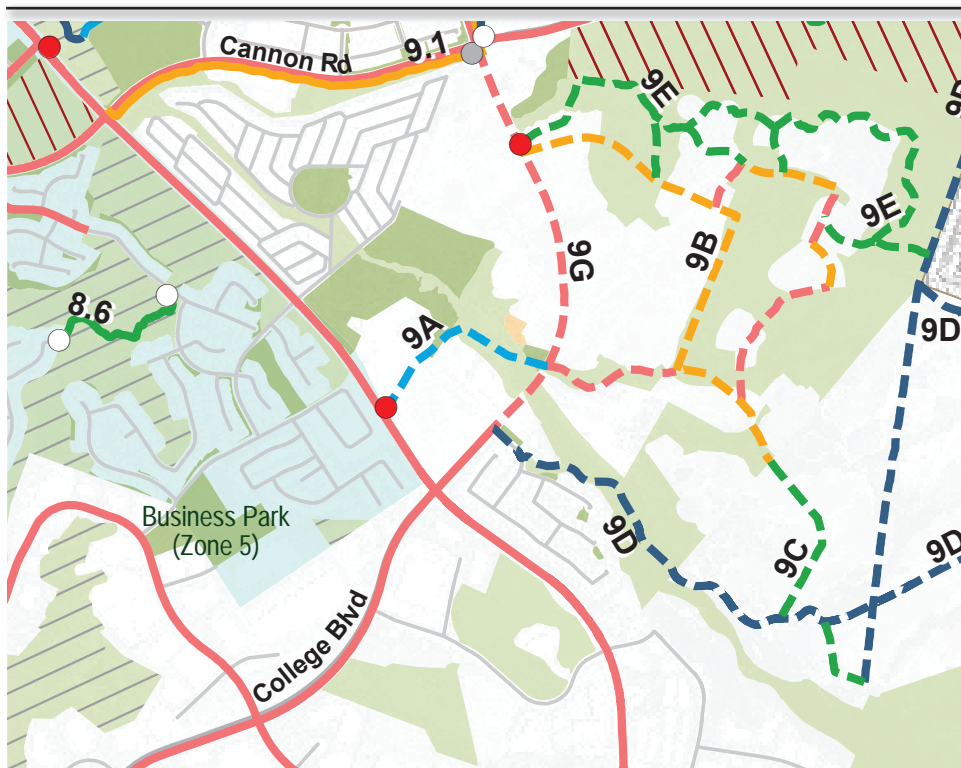 Cannon Rd
9.1
9E
9E
9B
9G
8.6
9A
9D
Business Park
(Zone 5)
9D
9C
9D
College Blvd